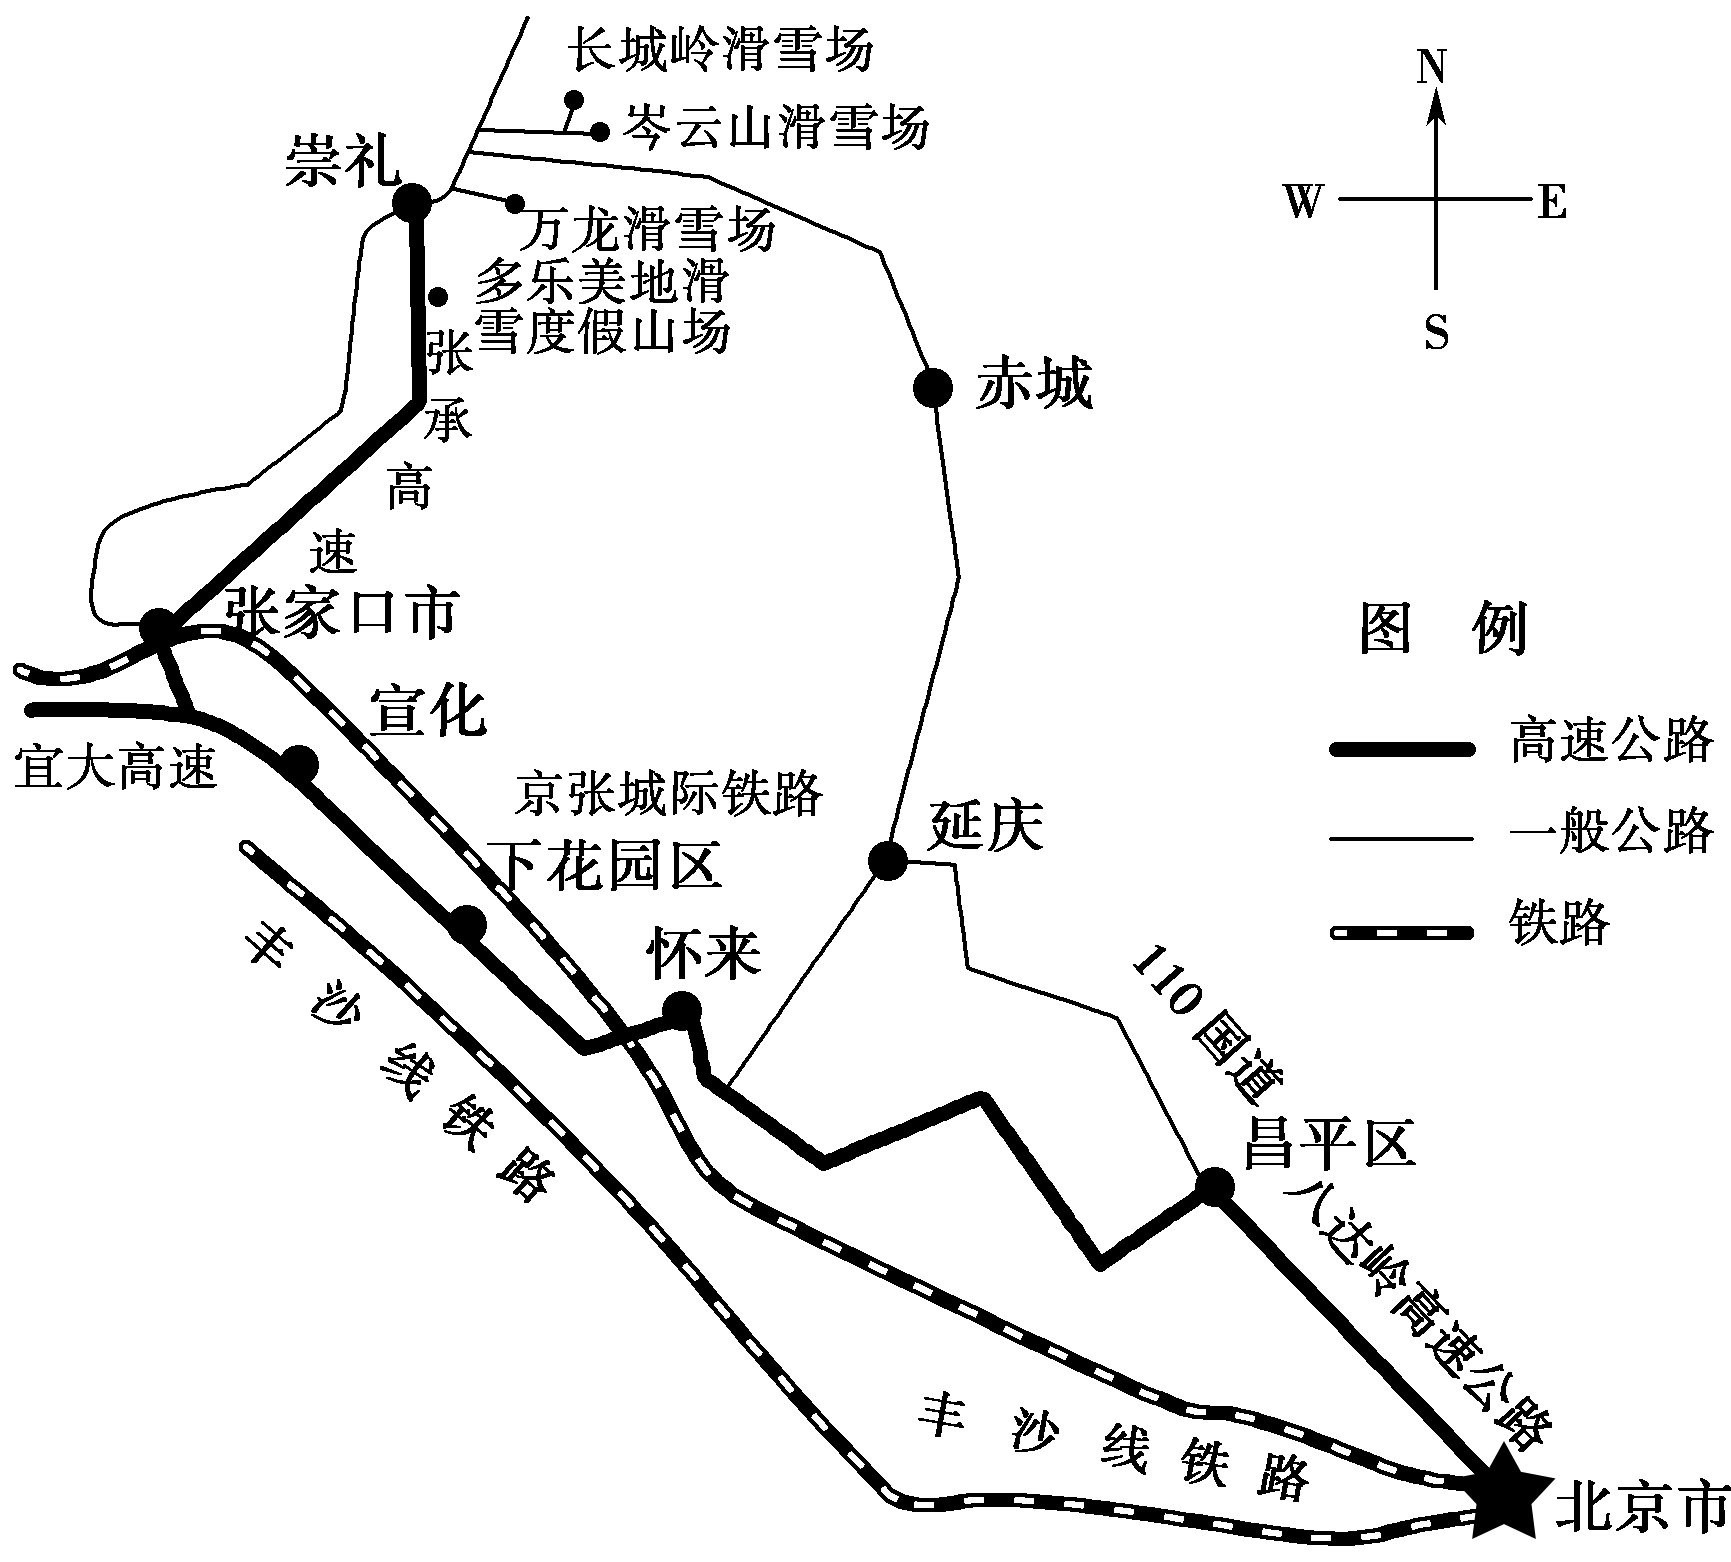 长城岭滑雪场
岑云山滑雪场
崇礼
万龙滑雪场
多乐美地滑
雪度假山场
张承高速
赤城
N
W
E
S
张家口市
宣化
宜大高速
京张城际铁路
下花园区
延庆
怀来
丰沙线铁路
110国道
昌平区
八达岭高速公路
丰沙线铁路
北京市
图 例
高速公路
一般公路
铁路